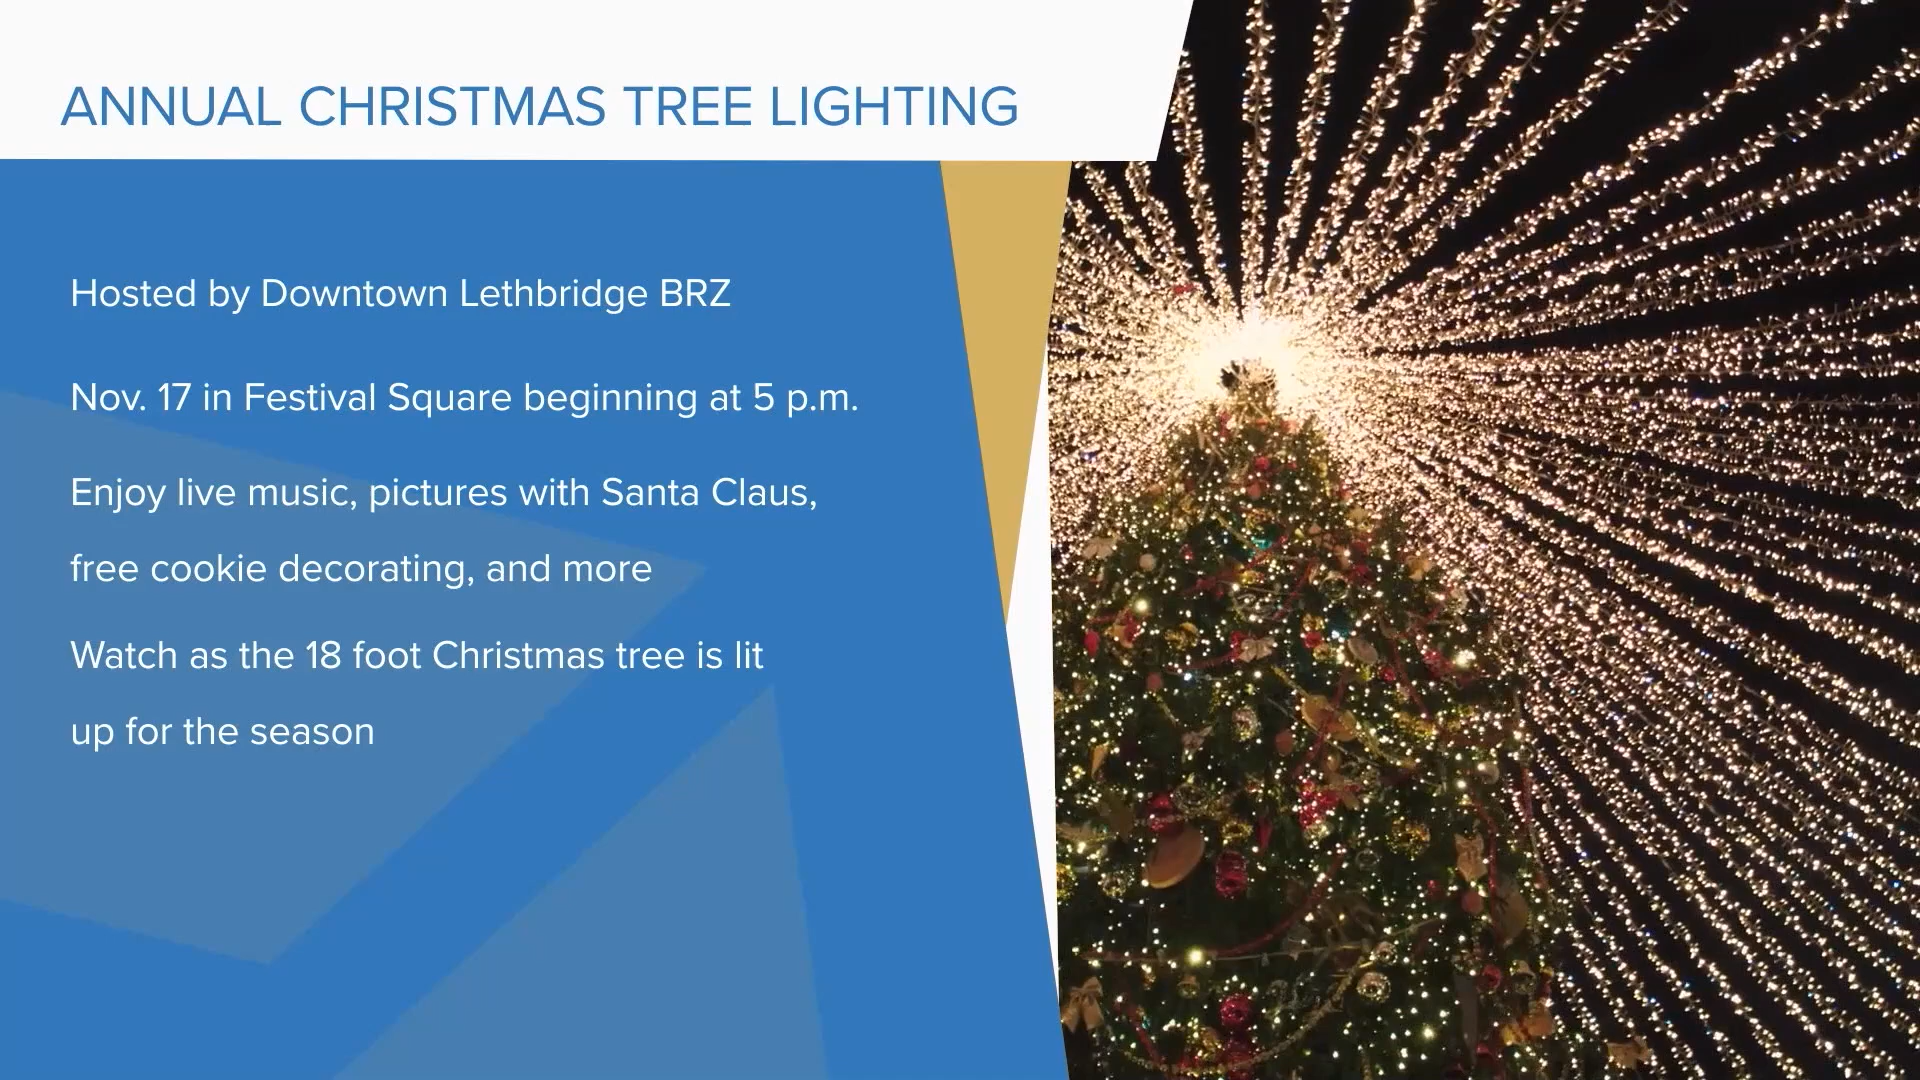 ANNUAL CHRISTMAS TREE LIGHTING
Hosted by Downtown Lethbridge BRZ
Nov. 17 in Festival Square beginning at 5 p.m.
Enjoy live music, pictures with Santa Claus,
free cookie decorating, and more
Watch as the 18 foot Christmas tree is lit
up for the season